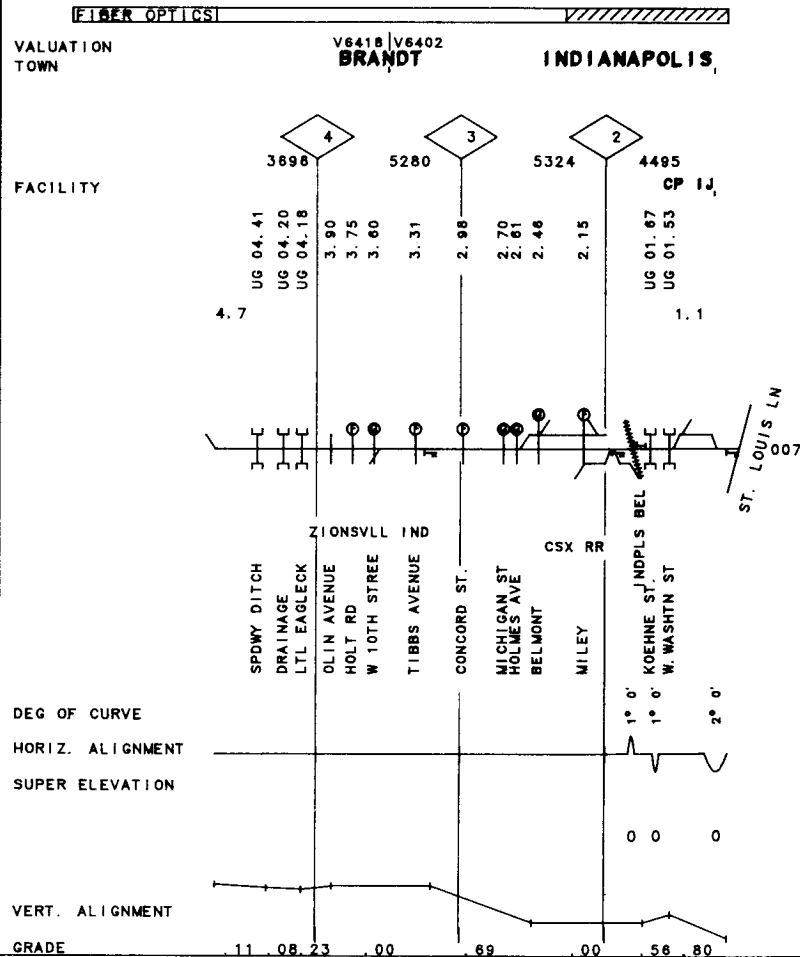 FIBER OPTICS
VALUATION V6418 V6402
TOWN BRANDT INDIANAPOLIS
4 3 2
3696 5280 5324 4495
FACILITY CP IJ
UG 04.41
UG 04.20
UG 04.18
3.90
3.75
3.60
3.31
2.98
2.70
2.61
2.46
2.15
UG 01.67
UG 01.53
4.7 1.1
ST. LOUIS LN
007
ZIONSVLL IND
CSX RR
INDPLS BEL
SPDWY DITCH
DRAINAGE
LTL EAGLECK
OLIN AVENUE
HOLT RD
W 10TH STREE
TIBBS AVENUE
CONCORD ST.
MICHIGAN ST
HOLMES AVE
BELMONT
MILEY
KOEHNE ST.
W. WASHTN ST
DEG OF CURVE 1° 0' 1° 0' 2° 0'
HORIZ. ALIGNMENT
SUPER ELEVATION
0 0 0
VERT. ALIGNMENT
GRADE .11 .08 .23 .00 .69 .00 .56 .80